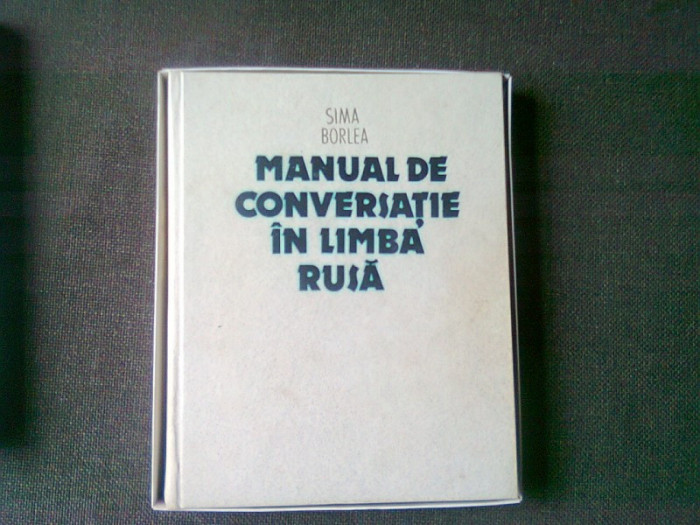 SIMA
BORLEA
MANUAL DE
CONVERSAȚIE
ÎN LIMBA
RUSĂ